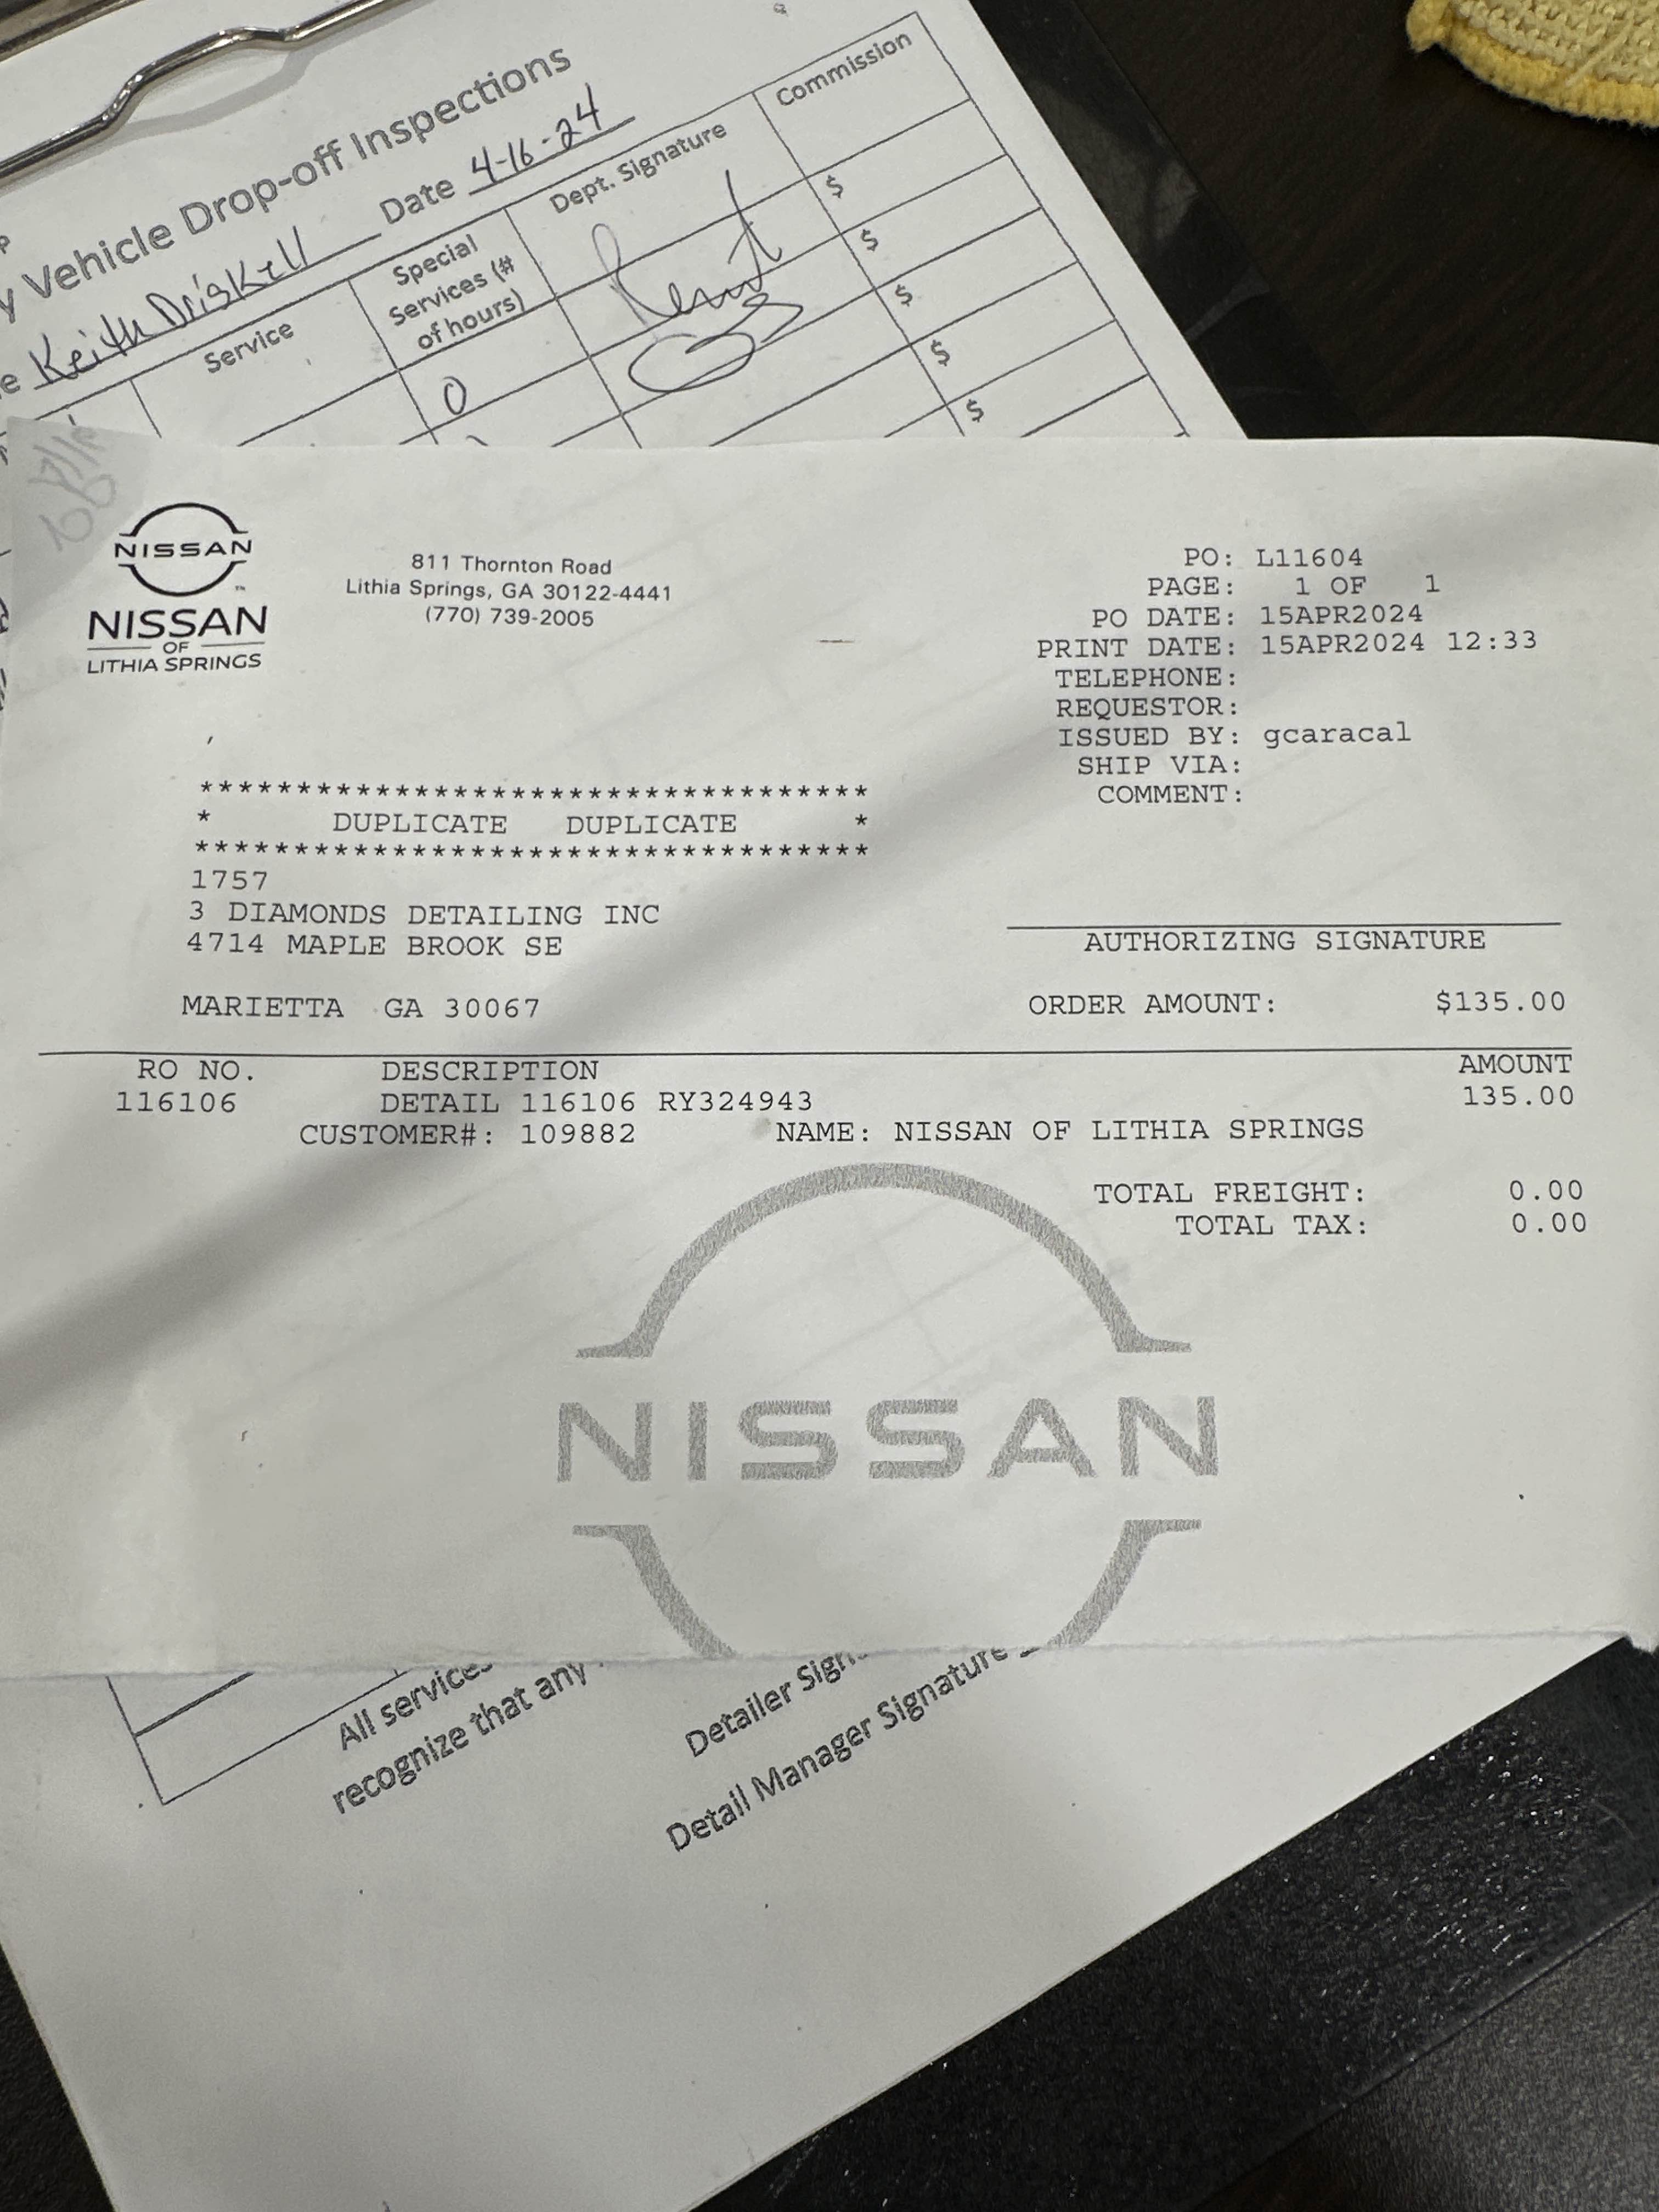 y Vehicle Drop-off Inspections
e Keith Driskell Date 4-16-24
Service
Special Services (# of hours)
Dept. Signature
Commission
0
$
$
$
$
$
NISSAN
NISSAN
OF
LITHIA SPRINGS
811 Thornton Road
Lithia Springs, GA 30122-4441
(770) 739-2005
PO: L11604
PAGE: 1 OF 1
PO DATE: 15APR2024
PRINT DATE: 15APR2024 12:33
TELEPHONE:
REQUESTOR:
ISSUED BY: gcaracal
SHIP VIA:
COMMENT:
**********************************
* DUPLICATE DUPLICATE *
**********************************
1757
3 DIAMONDS DETAILING INC
4714 MAPLE BROOK SE
MARIETTA GA 30067
AUTHORIZING SIGNATURE
ORDER AMOUNT: $135.00
RO NO. DESCRIPTION AMOUNT
116106 DETAIL 116106 RY324943 135.00
CUSTOMER#: 109882 NAME: NISSAN OF LITHIA SPRINGS
TOTAL FREIGHT: 0.00
TOTAL TAX: 0.00
NISSAN
All services
recognize that any
Detailer Sign
Detail Manager Signature